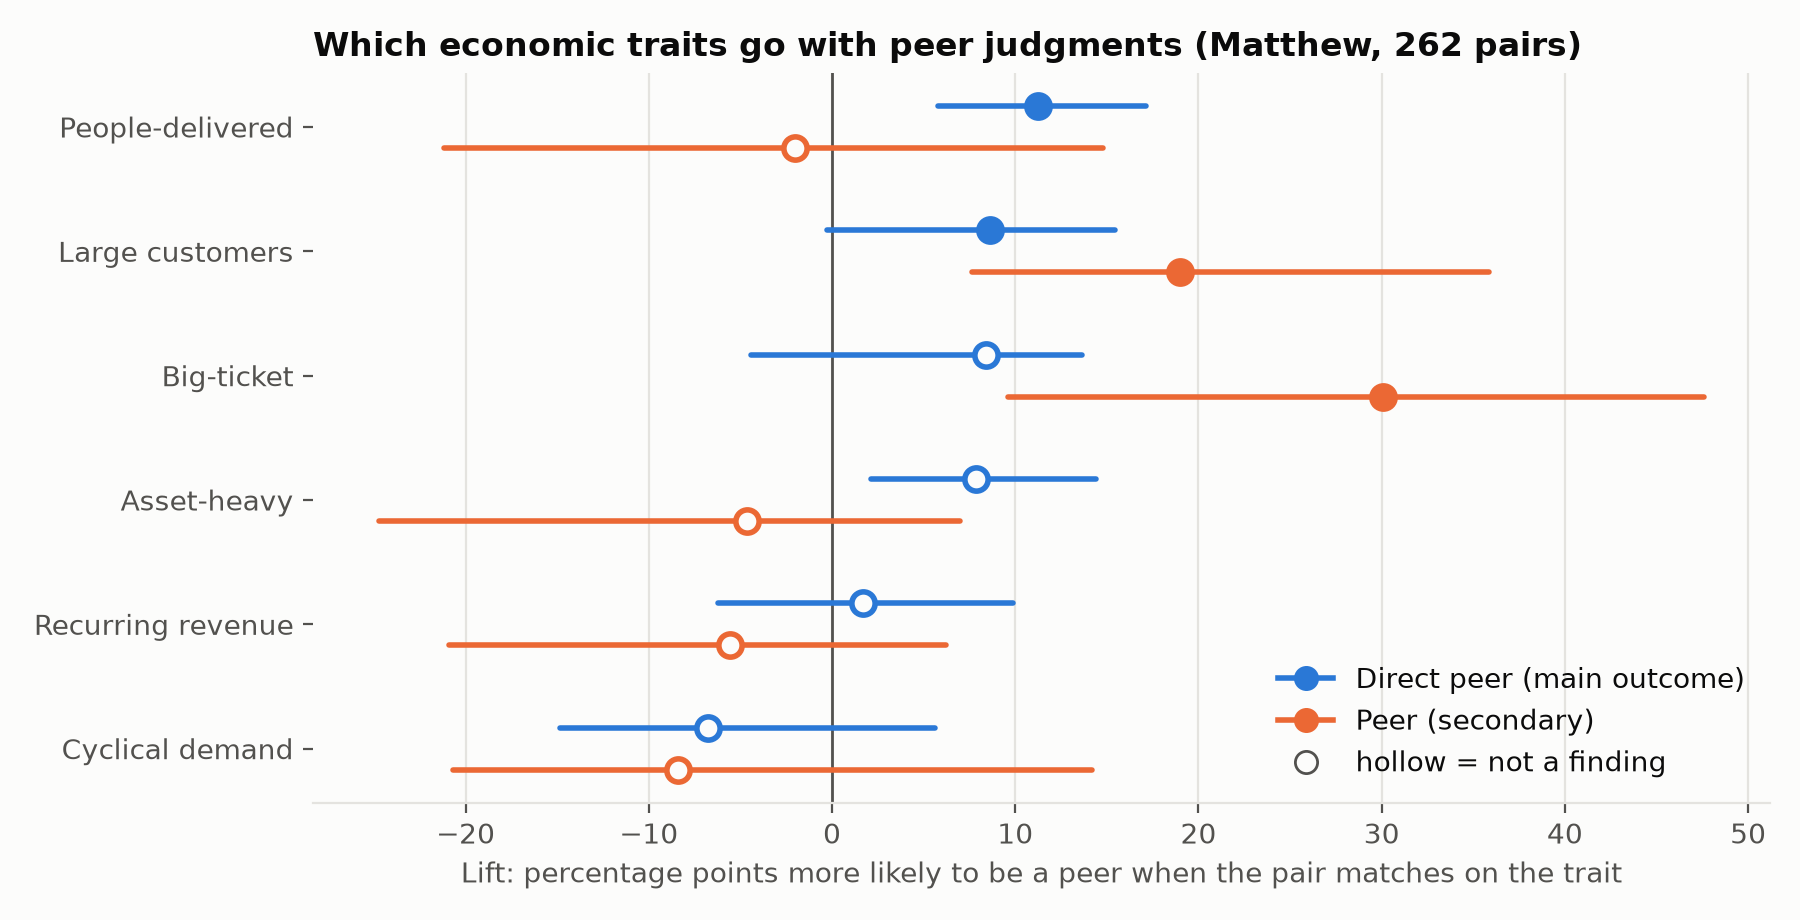 Which economic traits go with peer judgments (Matthew, 262 pairs)
People-delivered
Large customers
Big-ticket
Asset-heavy
Recurring revenue
Cyclical demand
Direct peer (main outcome)
Peer (secondary)
hollow = not a finding
−20 −10 0 10 20 30 40 50
Lift: percentage points more likely to be a peer when the pair matches on the trait